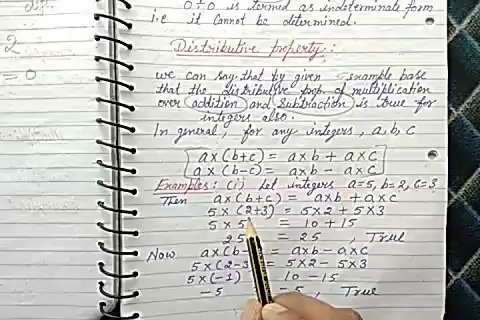 0÷0 is termed as indeterminate form
i.e it cannot be determined.
2
= 0
Distributive property:
we can say that by given example base
that the distributive prop. of multiplication
over addition and subtraction is true for
integers also.
In general, for any integers, a, b, c
a×(b+c) = a×b + a×c
a×(b-c) = a×b - a×c
Examples: (i) Let integers a=5, b=2, c=3
Then a×(b+c) = a×b + a×c
5×(2+3) = 5×2 + 5×3
5×5 = 10 + 15
25 = 25, True
Now a×(b- = a×b - a×c
5×(2-3 = 5×2 - 5×3
5×(-1) 10 - 15
-5 -5, True